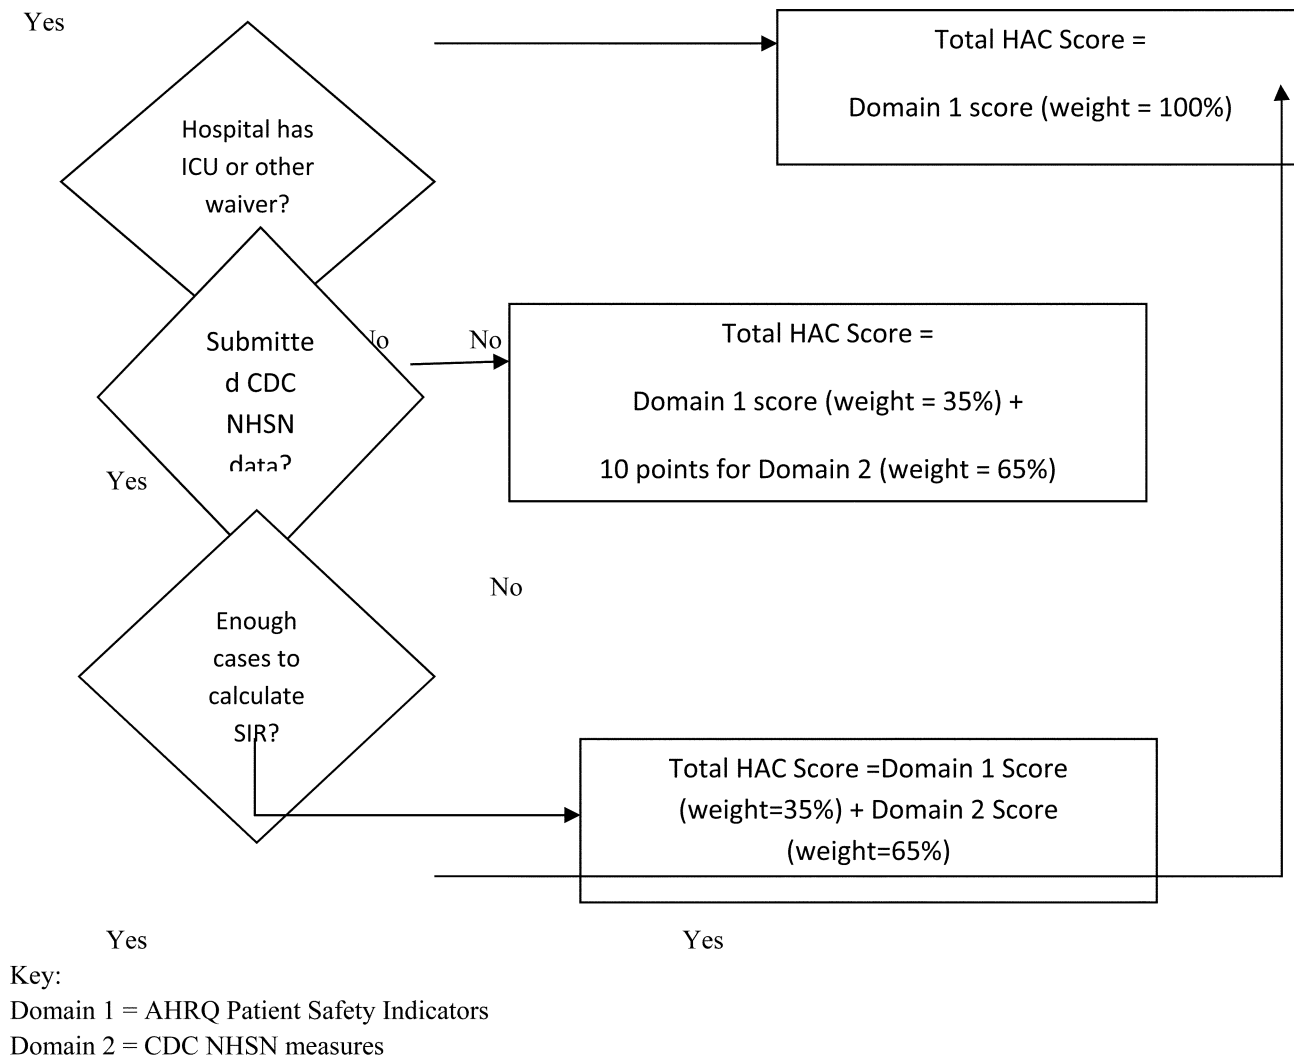 Yes
Total HAC Score =
Domain 1 score (weight = 100%)
Hospital has
ICU or other
waiver?
Submitte
d CDC
NHSN
data?
No
No
Total HAC Score =
Domain 1 score (weight = 35%) +
10 points for Domain 2 (weight = 65%)
Yes
No
Enough
cases to
calculate
SIR?
Total HAC Score =Domain 1 Score
(weight=35%) + Domain 2 Score
(weight=65%)
Yes
Yes
Key:
Domain 1 = AHRQ Patient Safety Indicators
Domain 2 = CDC NHSN measures